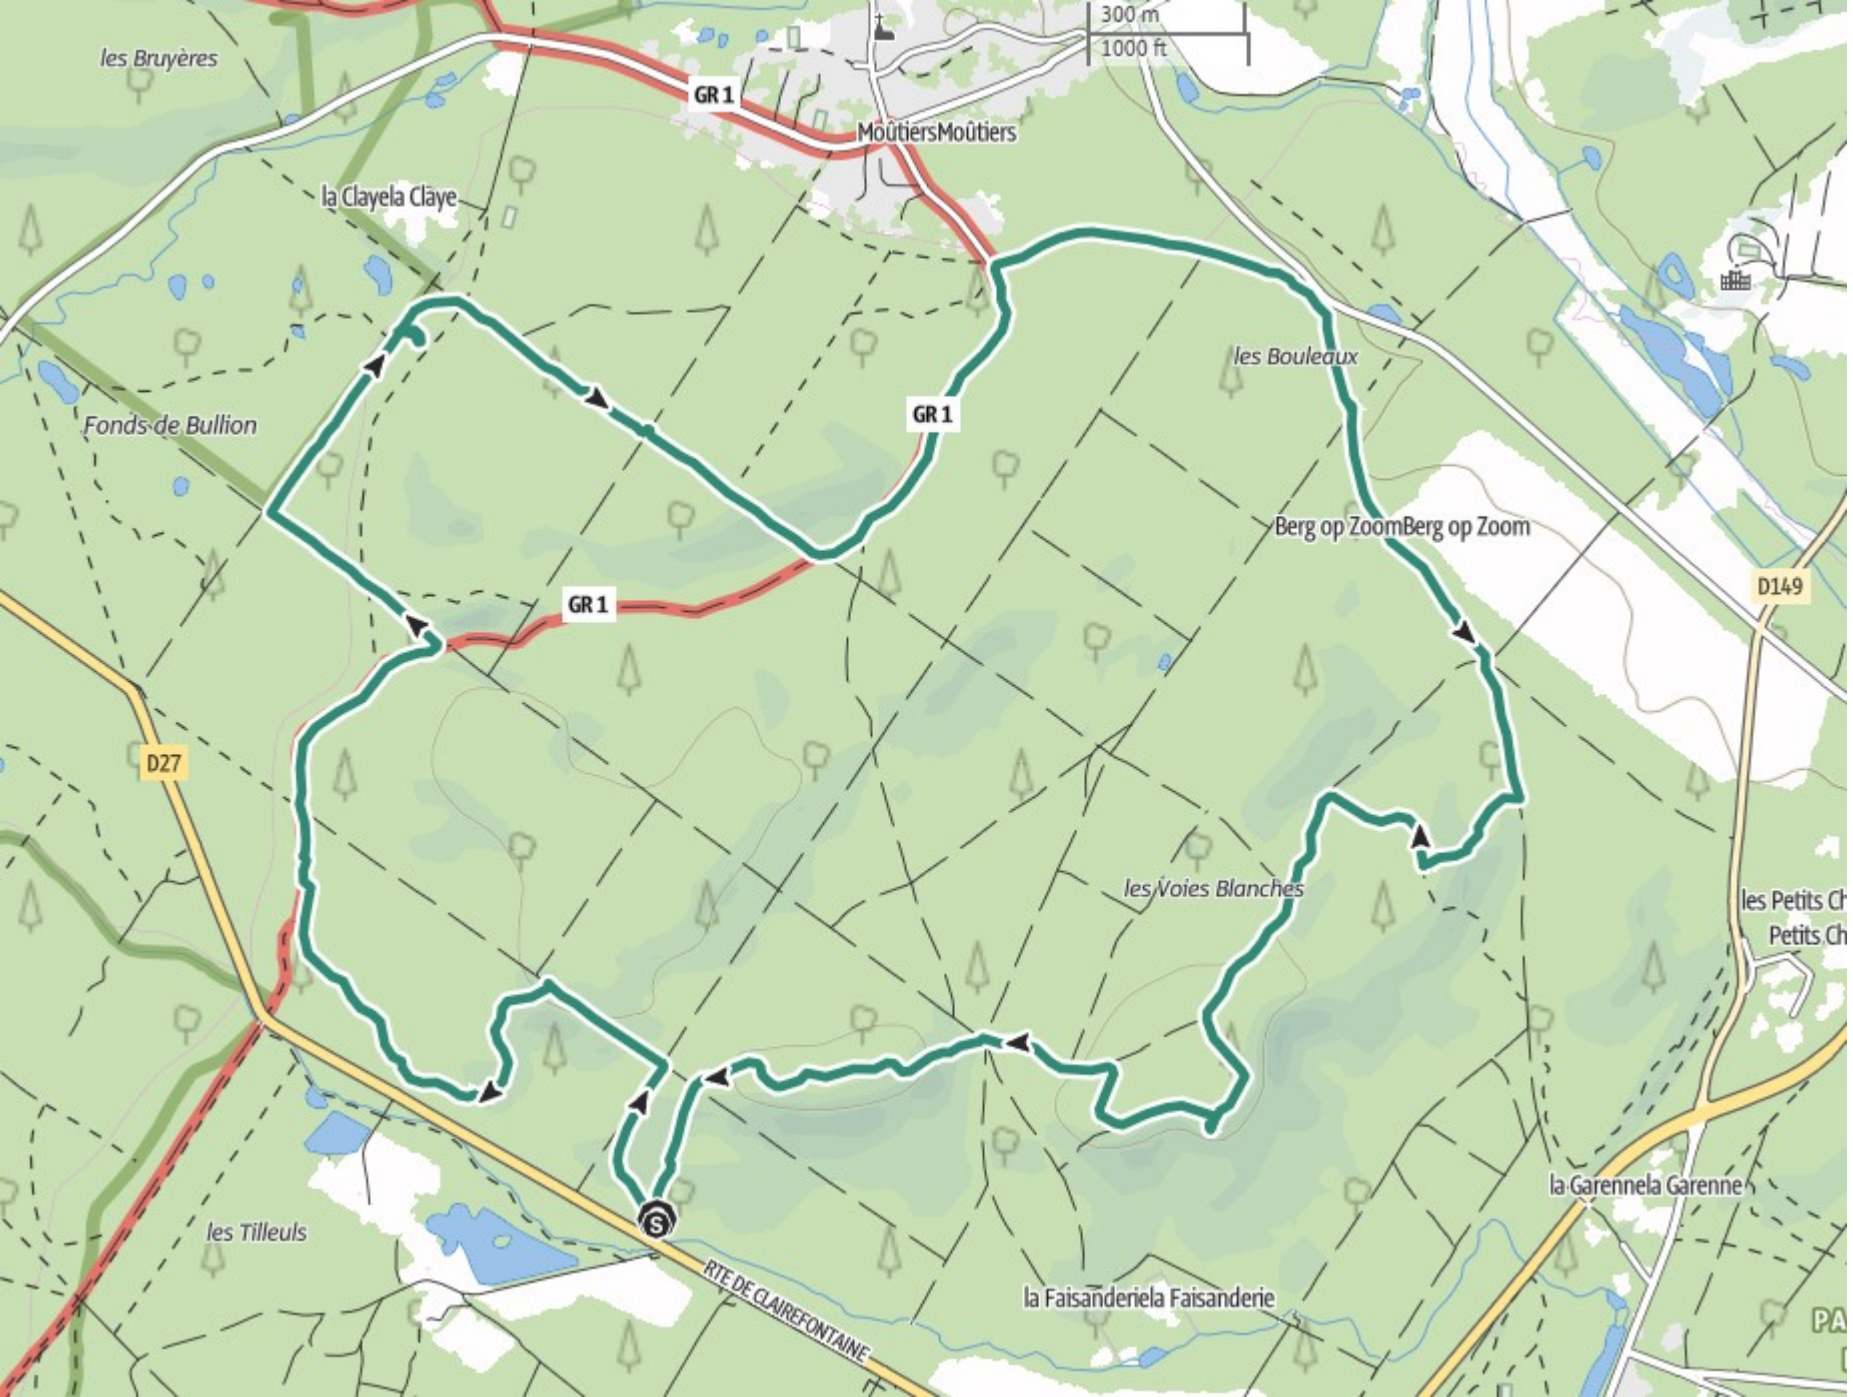 300 m
1000 ft
les Bruyères
GR 1
MoûtiersMoûtiers
la Clayela Claye
les Bouleaux
GR 1
Fonds de Bullion
Berg op ZoomBerg op Zoom
D149
GR 1
D27
les Voies Blanches
les Petits Ch
Petits Ch
la Garennela Garenne
S
les Tilleuls
RTE DE CLAIREFONTAINE
la Faisanderiela Faisanderie
PA